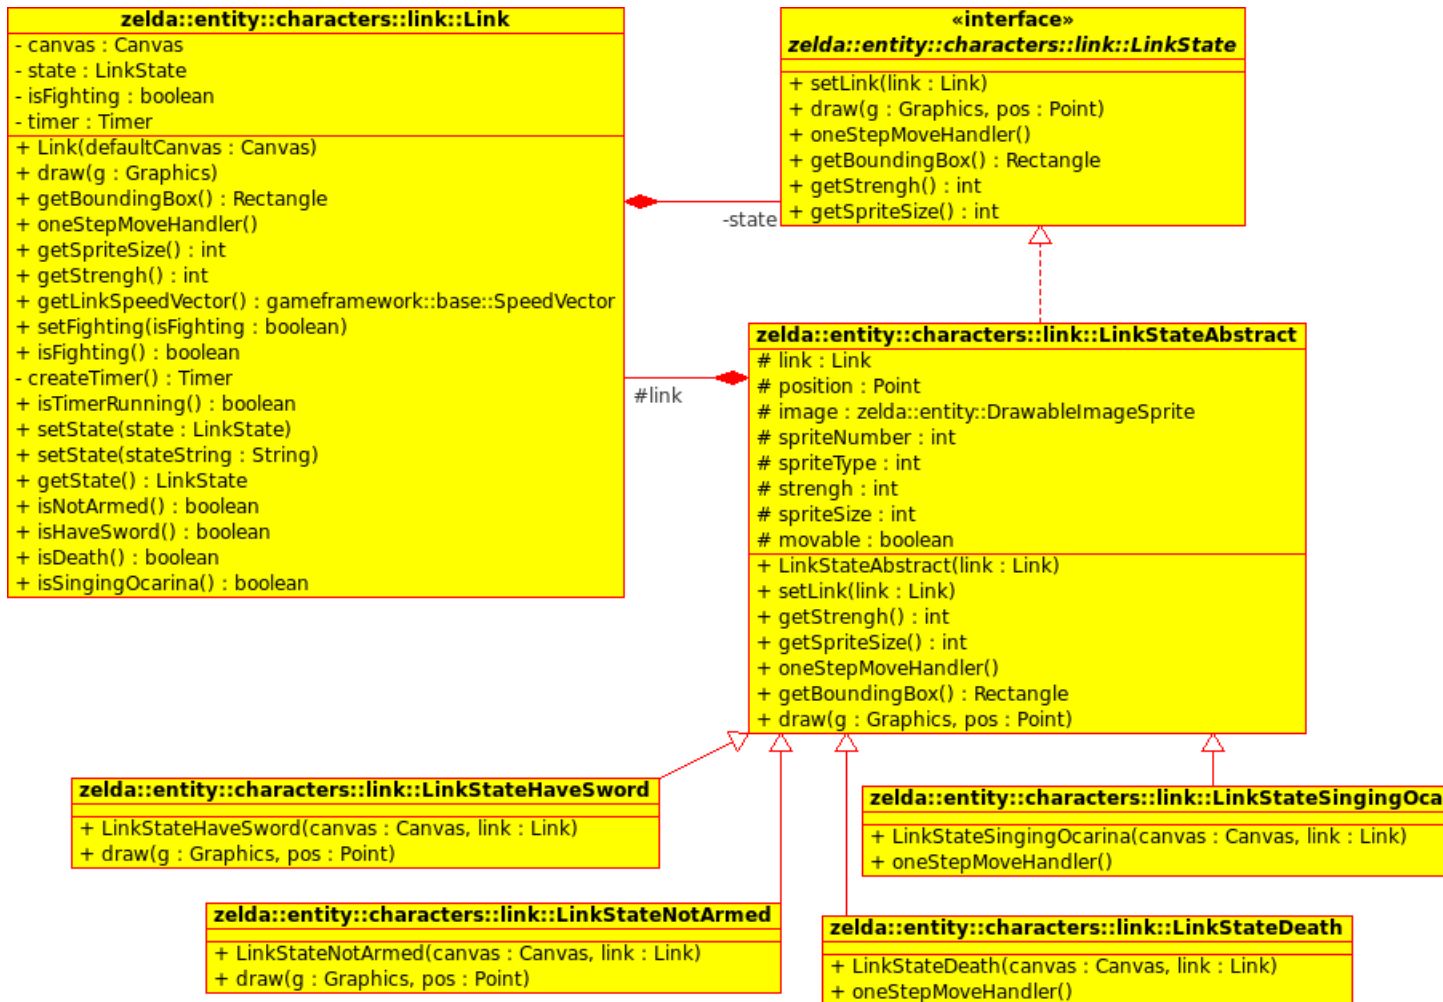 zelda::entity::characters::link::Link
- canvas : Canvas
- state : LinkState
- isFighting : boolean
- timer : Timer
+ Link(defaultCanvas : Canvas)
+ draw(g : Graphics)
+ getBoundingBox() : Rectangle
+ oneStepMoveHandler()
+ getSpriteSize() : int
+ getStrengh() : int
+ getLinkSpeedVector() : gameframework::base::SpeedVector
+ setFighting(isFighting : boolean)
+ isFighting() : boolean
- createTimer() : Timer
+ isTimerRunning() : boolean
+ setState(state : LinkState)
+ setState(stateString : String)
+ getState() : LinkState
+ isNotArmed() : boolean
+ isHaveSword() : boolean
+ isDeath() : boolean
+ isSingingOcarina() : boolean
«interface»
zelda::entity::characters::link::LinkState
+ setLink(link : Link)
+ draw(g : Graphics, pos : Point)
+ oneStepMoveHandler()
+ getBoundingBox() : Rectangle
+ getStrengh() : int
+ getSpriteSize() : int
-state
#link
zelda::entity::characters::link::LinkStateAbstract
# link : Link
# position : Point
# image : zelda::entity::DrawableImageSprite
# spriteNumber : int
# spriteType : int
# strengh : int
# spriteSize : int
# movable : boolean
+ LinkStateAbstract(link : Link)
+ setLink(link : Link)
+ getStrengh() : int
+ getSpriteSize() : int
+ oneStepMoveHandler()
+ getBoundingBox() : Rectangle
+ draw(g : Graphics, pos : Point)
zelda::entity::characters::link::LinkStateHaveSword
+ LinkStateHaveSword(canvas : Canvas, link : Link)
+ draw(g : Graphics, pos : Point)
zelda::entity::characters::link::LinkStateSingingOca
+ LinkStateSingingOcarina(canvas : Canvas, link : Link)
+ oneStepMoveHandler()
zelda::entity::characters::link::LinkStateNotArmed
+ LinkStateNotArmed(canvas : Canvas, link : Link)
+ draw(g : Graphics, pos : Point)
zelda::entity::characters::link::LinkStateDeath
+ LinkStateDeath(canvas : Canvas, link : Link)
+ oneStepMoveHandler()